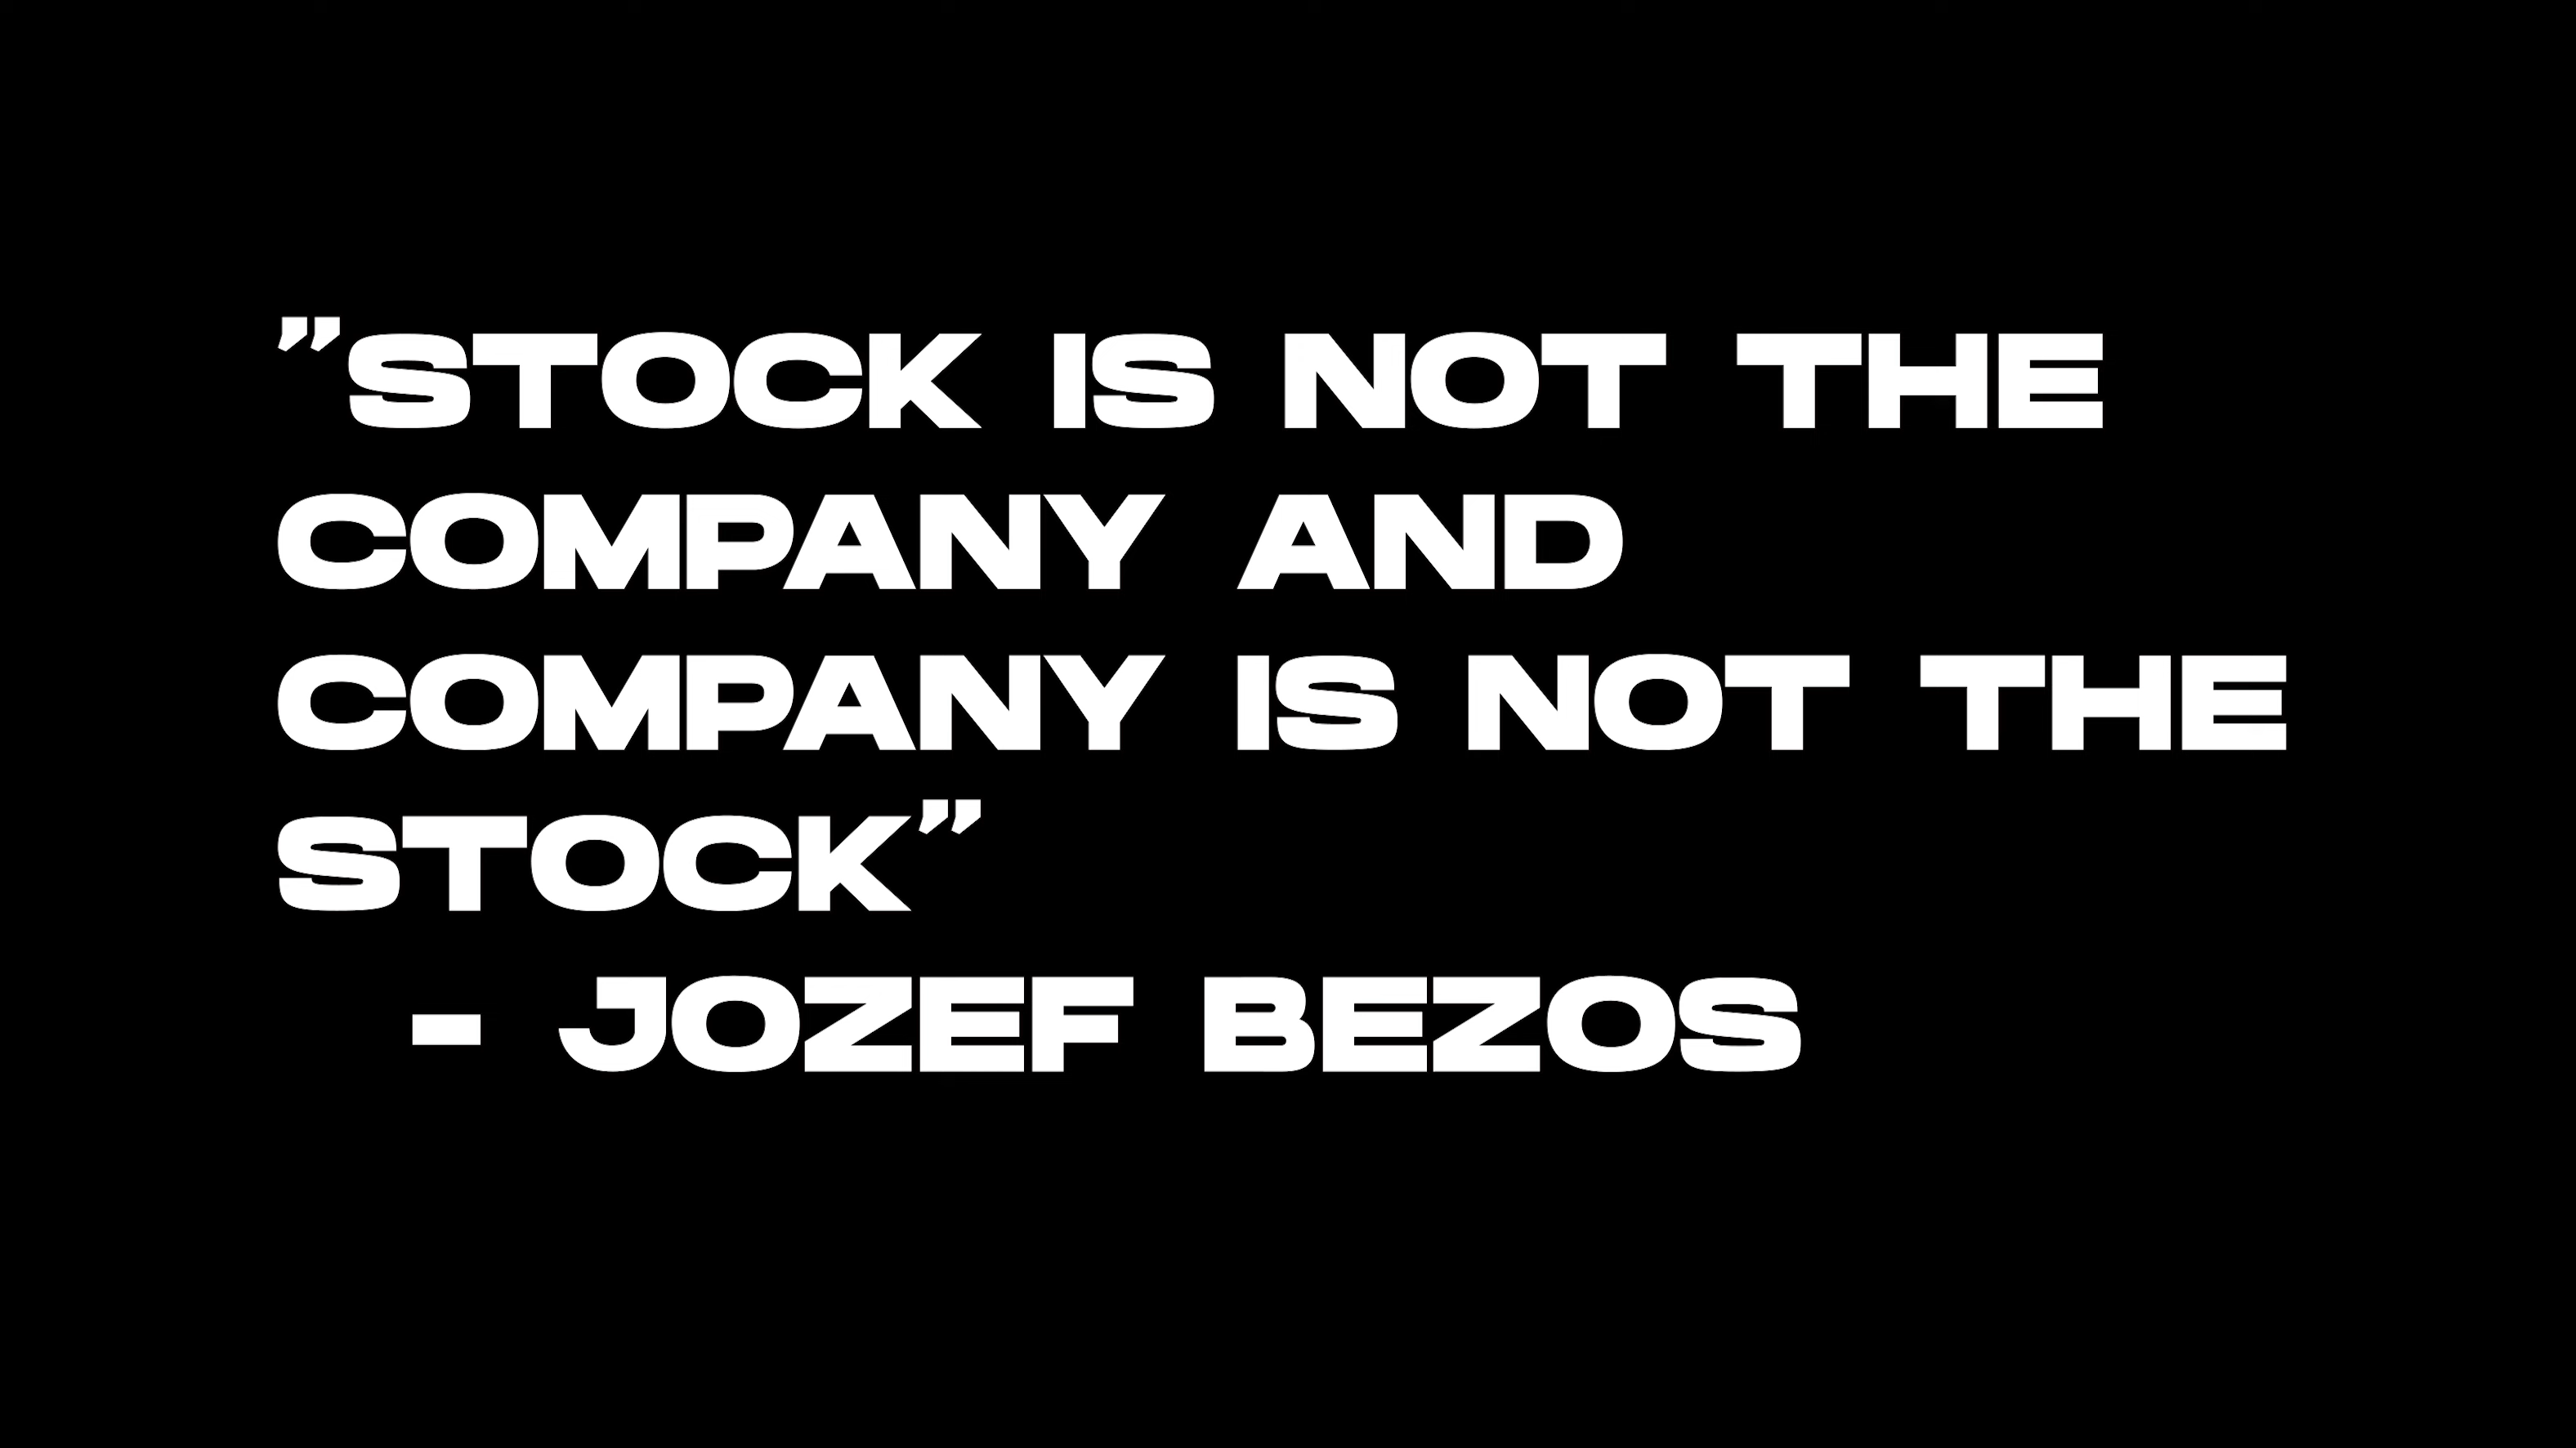 ”STOCK IS NOT THE
COMPANY AND
COMPANY IS NOT THE
STOCK”
- JOZEF BEZOS